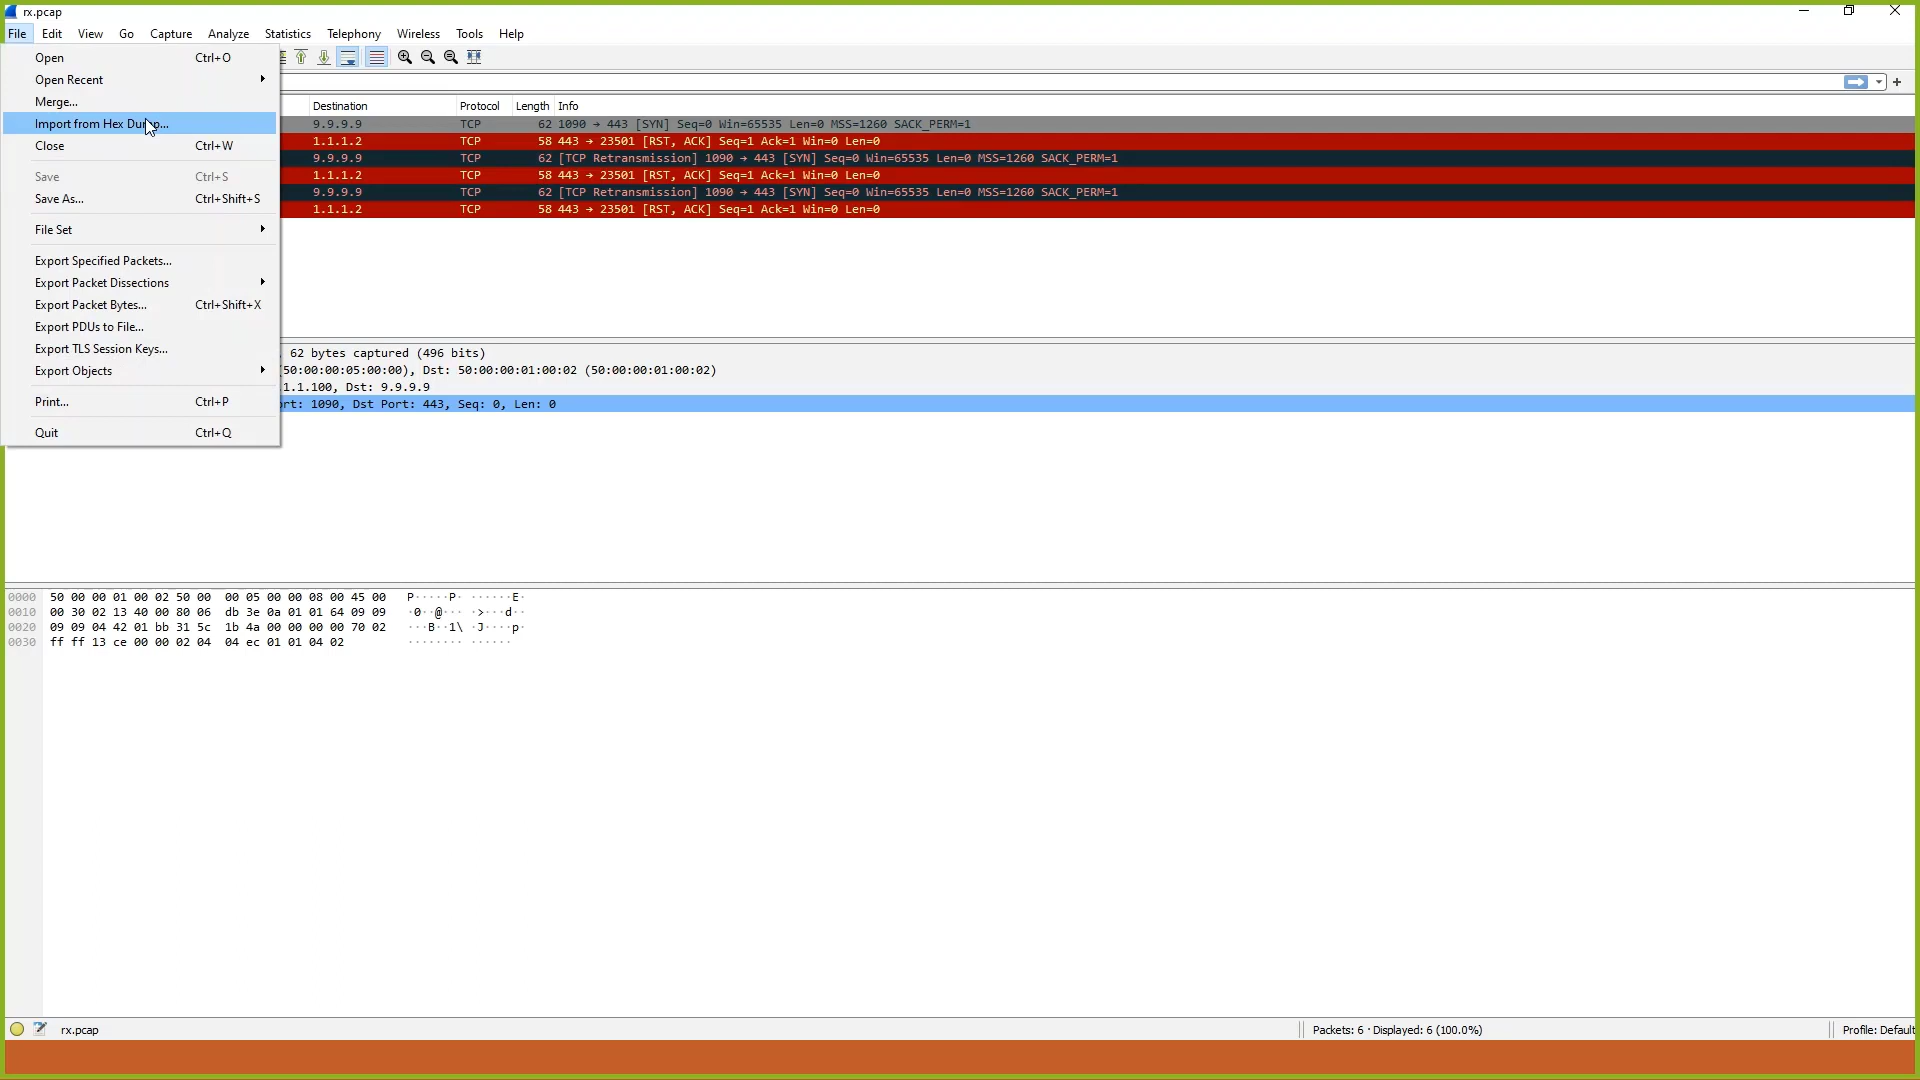 rx.pcap
File Edit View Go Capture Analyze Statistics Telephony Wireless Tools Help
Open Ctrl+O
Open Recent
Merge...
Import from Hex Dump...
Close Ctrl+W
Save Ctrl+S
Save As... Ctrl+Shift+S
File Set
Export Specified Packets...
Export Packet Dissections
Export Packet Bytes... Ctrl+Shift+X
Export PDUs to File...
Export TLS Session Keys...
Export Objects
Print... Ctrl+P
Quit Ctrl+Q
Destination Protocol Length Info
9.9.9.9 TCP 62 1090 → 443 [SYN] Seq=0 Win=65535 Len=0 MSS=1260 SACK_PERM=1
1.1.1.2 TCP 58 443 → 23501 [RST, ACK] Seq=1 Ack=1 Win=0 Len=0
9.9.9.9 TCP 62 [TCP Retransmission] 1090 → 443 [SYN] Seq=0 Win=65535 Len=0 MSS=1260 SACK_PERM=1
1.1.1.2 TCP 58 443 → 23501 [RST, ACK] Seq=1 Ack=1 Win=0 Len=0
9.9.9.9 TCP 62 [TCP Retransmission] 1090 → 443 [SYN] Seq=0 Win=65535 Len=0 MSS=1260 SACK_PERM=1
1.1.1.2 TCP 58 443 → 23501 [RST, ACK] Seq=1 Ack=1 Win=0 Len=0
62 bytes captured (496 bits)
(50:00:00:05:00:00), Dst: 50:00:00:01:00:02 (50:00:00:01:00:02)
1.1.100, Dst: 9.9.9.9
ort: 1090, Dst Port: 443, Seq: 0, Len: 0
0000 50 00 00 01 00 02 50 00 00 05 00 00 08 00 45 00 P·····P· ······E·
0010 00 30 02 13 40 00 80 06 db 3e 0a 01 01 64 09 09 ·0··@··· ·>···d··
0020 09 09 04 42 01 bb 31 5c 1b 4a 00 00 00 00 70 02 ···B··1\ ·J····p·
0030 ff ff 13 ce 00 00 02 04 04 ec 01 01 04 02 ········ ······
rx.pcap Packets: 6 · Displayed: 6 (100.0%) Profile: Default